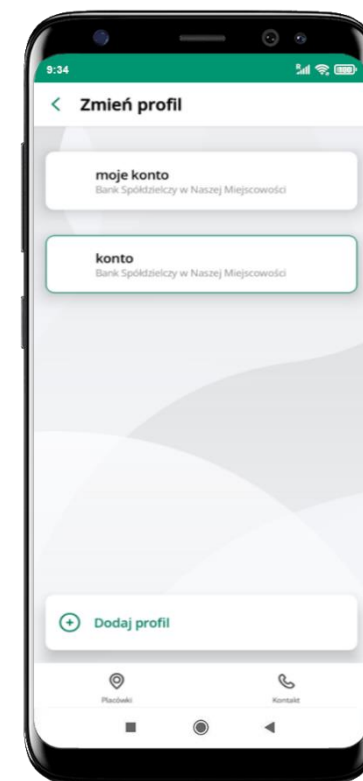 9:34
Zmień profil
moje konto
Bank Spółdzielczy w Naszej Miejscowości
konto
Bank Spółdzielczy w Naszej Miejscowości
Dodaj profil
Placówki
Kontakt